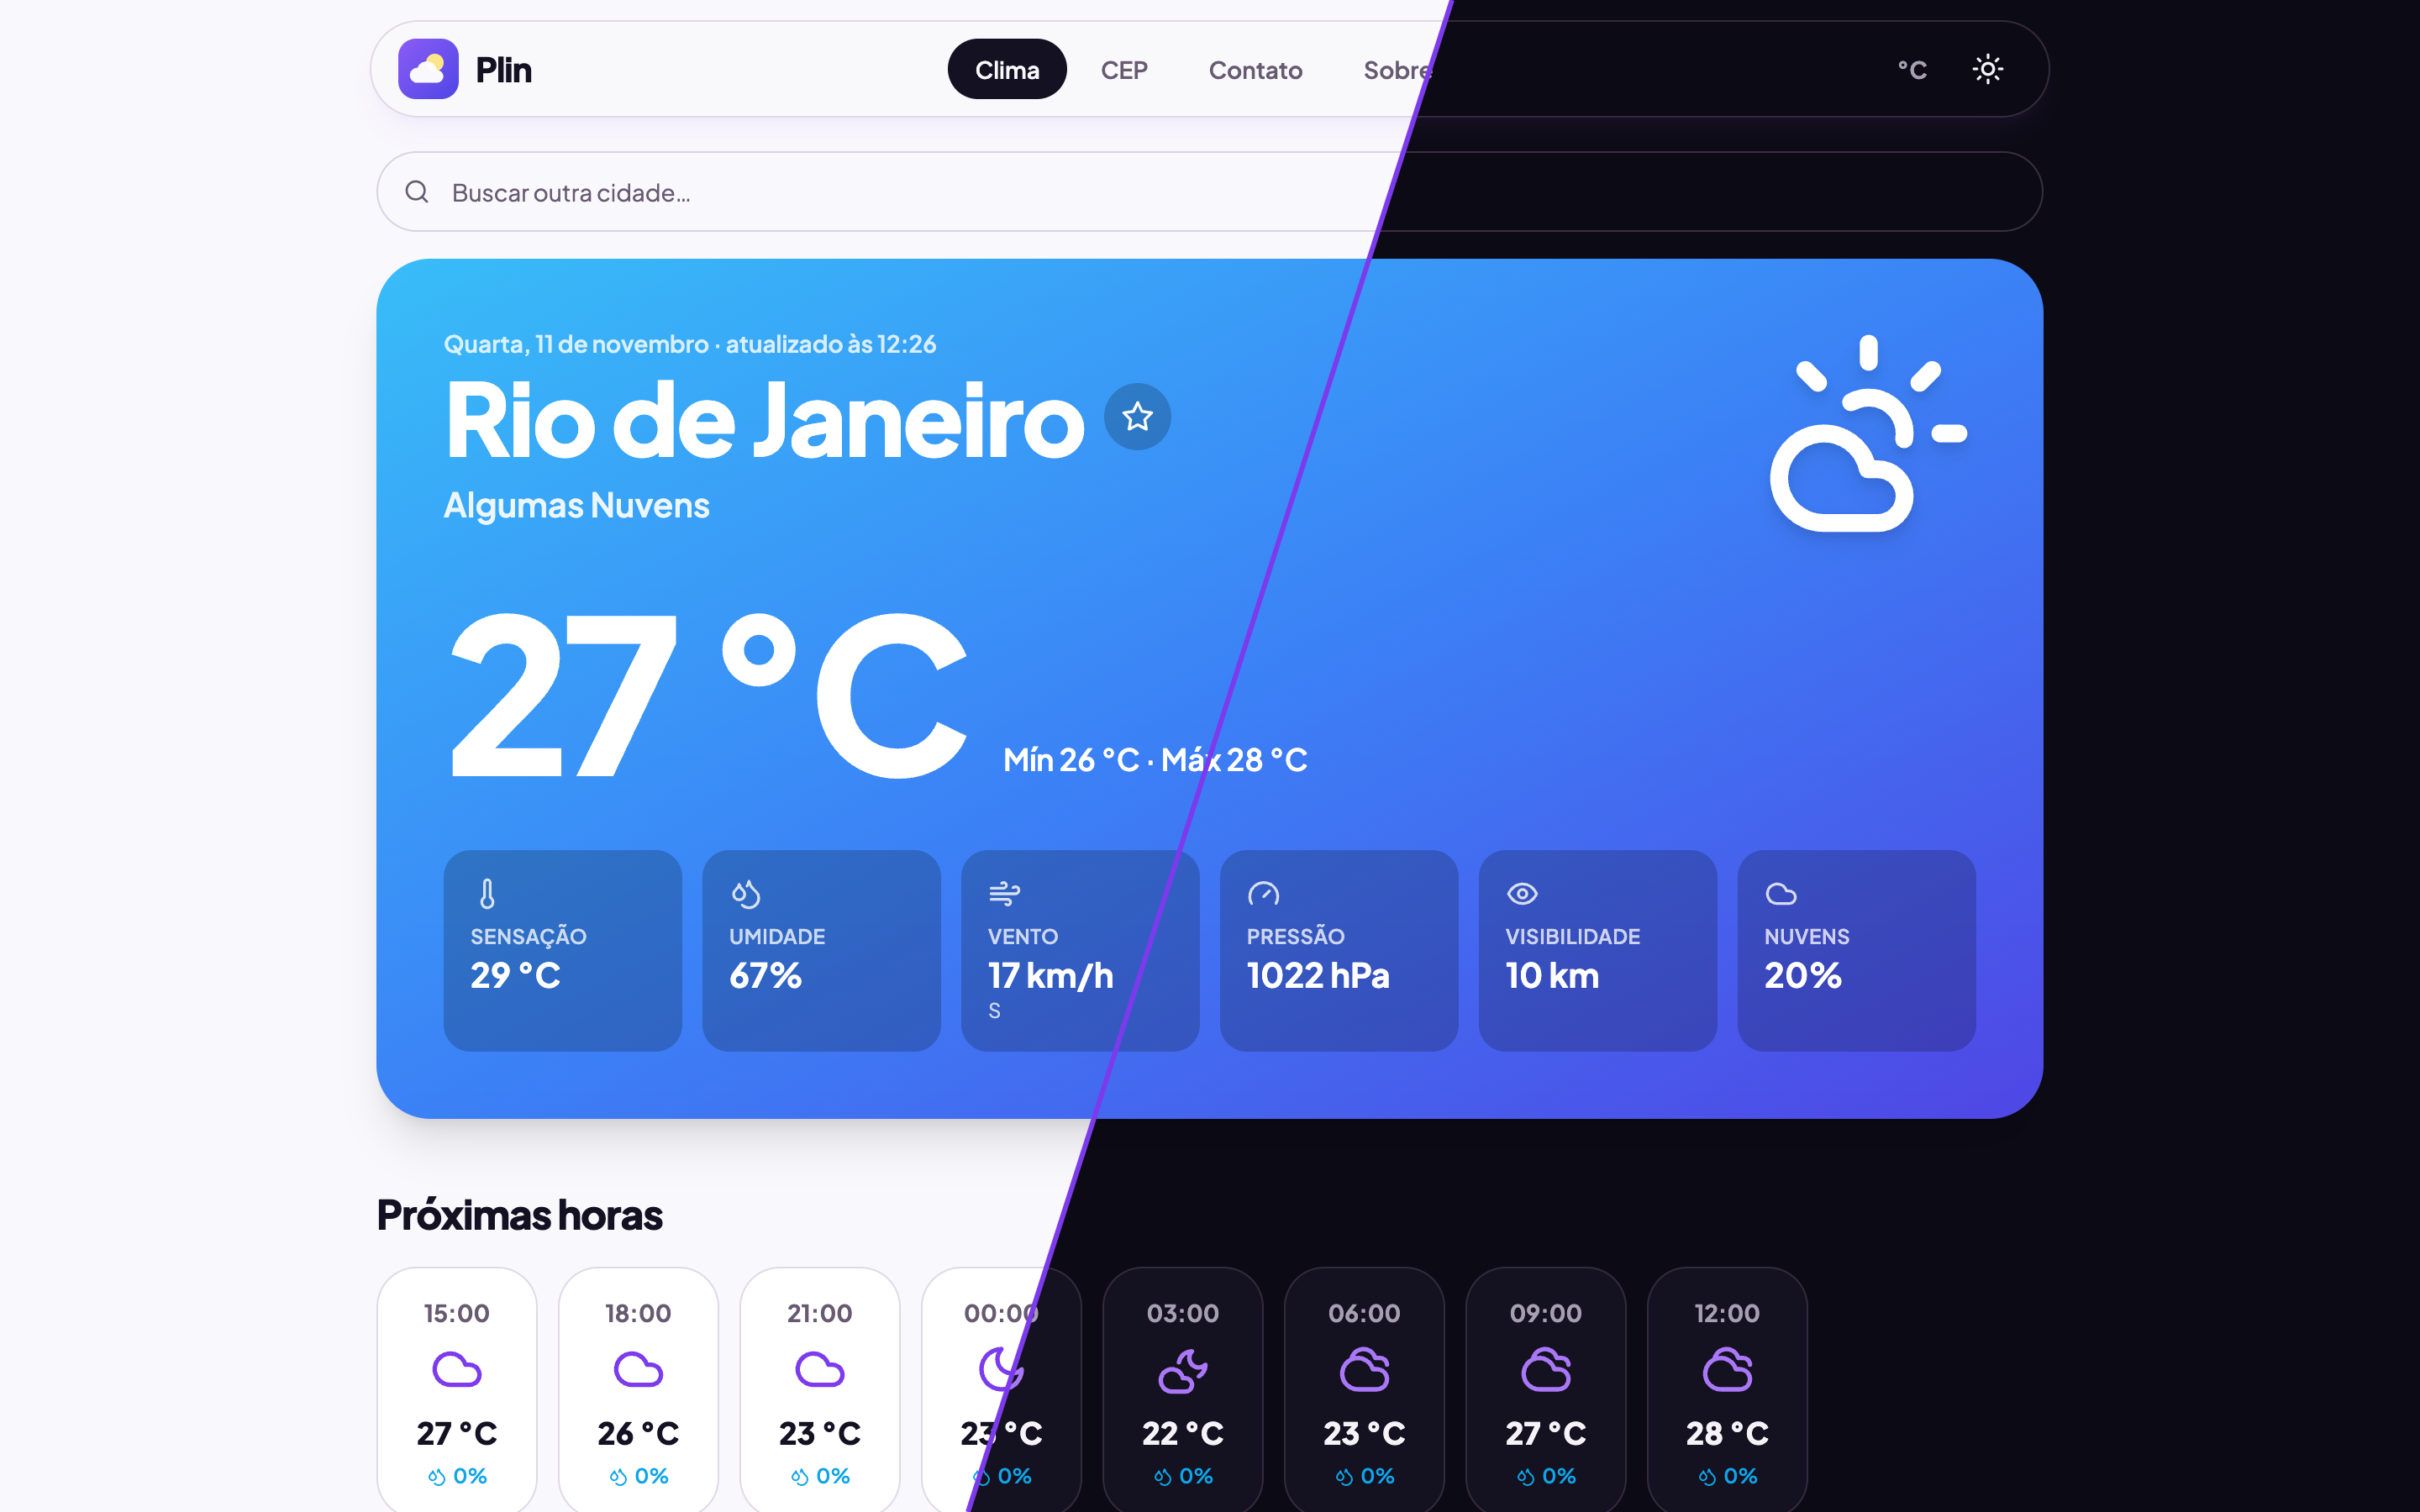 Plin
Clima CEP Contato Sobre °C
Buscar outra cidade...
Quarta, 11 de novembro · atualizado às 12:26
Rio de Janeiro
Algumas Nuvens
27 °C
Mín 26 °C · Máx 28 °C
SENSAÇÃO
29 °C
UMIDADE
67%
VENTO
17 km/h
S
PRESSÃO
1022 hPa
VISIBILIDADE
10 km
NUVENS
20%
Próximas horas
15:00
27 °C
0%
18:00
26 °C
0%
21:00
23 °C
0%
00:00
23 °C
0%
03:00
22 °C
0%
06:00
23 °C
0%
09:00
27 °C
0%
12:00
28 °C
0%